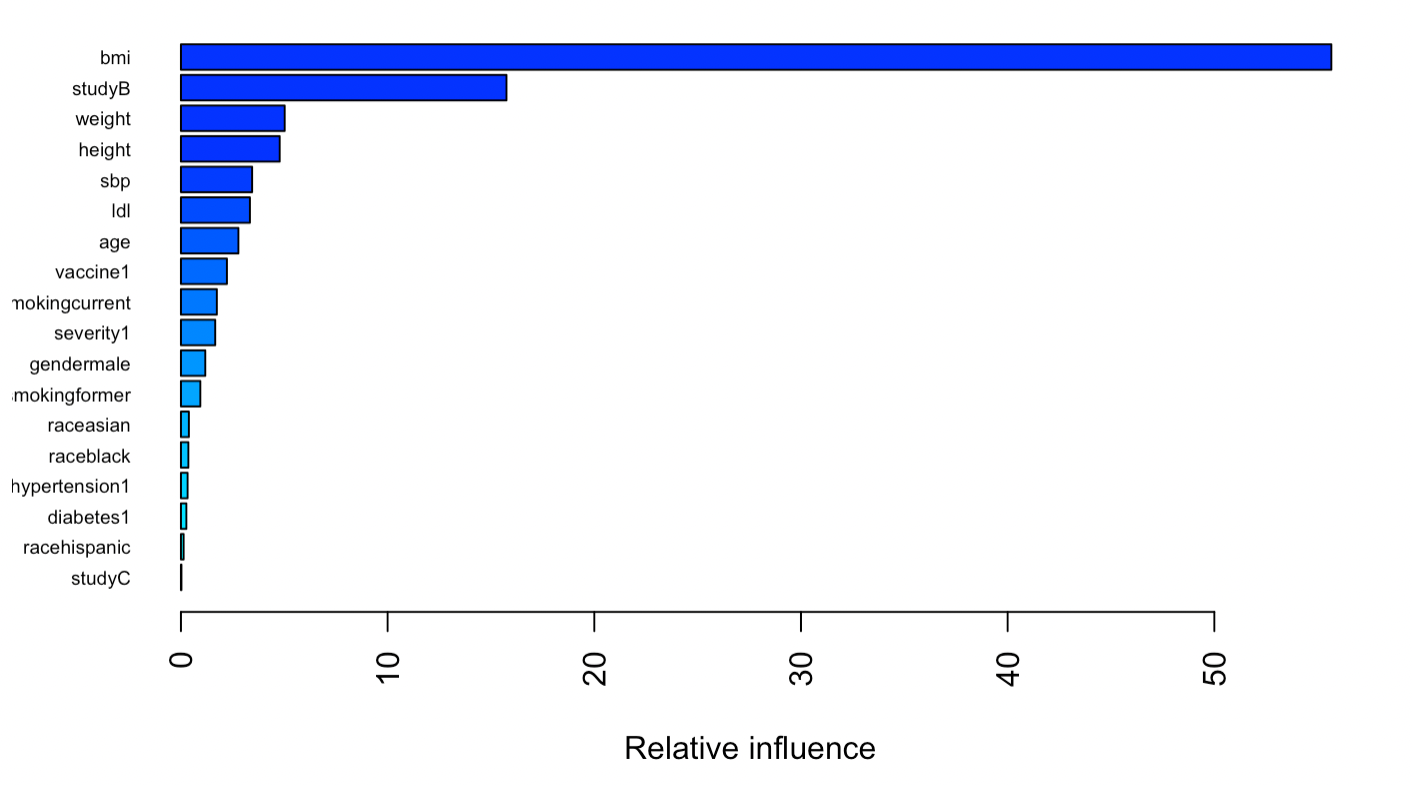 bmi
studyB
weight
height
sbp
ldl
age
vaccine1
mokingcurrent
severity1
gendermale
mokingformer
raceasian
raceblack
hypertension1
diabetes1
racehispanic
studyC
0 10 20 30 40 50
Relative influence